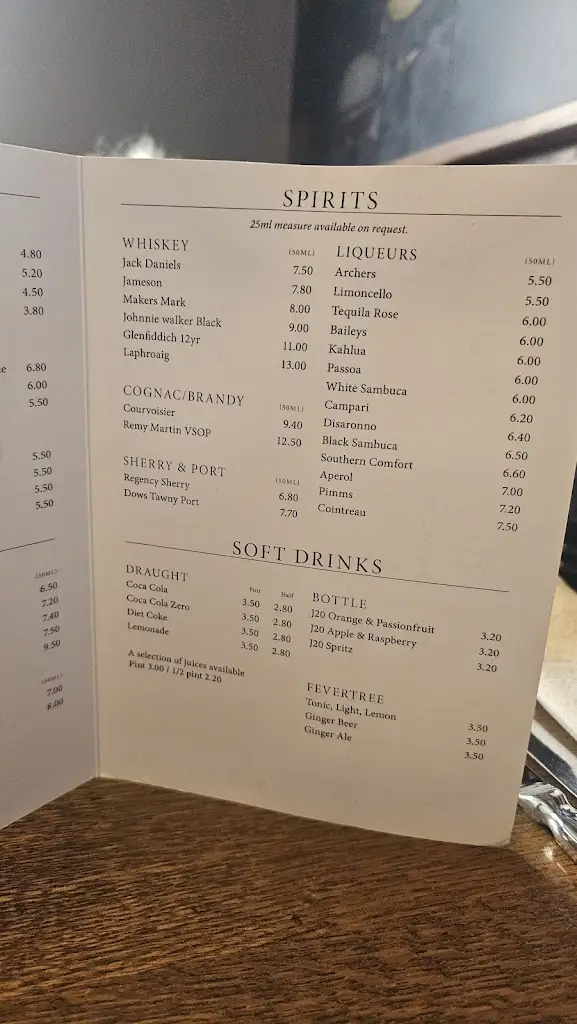 4.80
5.20
4.50
3.80
e 6.80
6.00
5.50
5.50
5.50
5.50
5.50
(50ML)
6.50
7.20
7.40
7.50
9.50
(50ML)
7.00
8.00
SPIRITS
25ml measure available on request.
WHISKEY (50ML)
Jack Daniels 7.50
Jameson 7.80
Makers Mark 8.00
Johnnie walker Black 9.00
Glenfiddich 12yr 11.00
Laphroaig 13.00
COGNAC/BRANDY (50ML)
Courvoisier 9.40
Remy Martin VSOP 12.50
SHERRY & PORT (50ML)
Regency Sherry 6.80
Dows Tawny Port 7.70
LIQUEURS (50ML)
Archers 5.50
Limoncello 5.50
Tequila Rose 6.00
Baileys 6.00
Kahlua 6.00
Passoa 6.00
White Sambuca 6.00
Campari 6.20
Disaronno 6.40
Black Sambuca 6.50
Southern Comfort 6.60
Aperol 7.00
Pimms 7.20
Cointreau 7.50
SOFT DRINKS
DRAUGHT Pint Half
Coca Cola 3.50 2.80
Coca Cola Zero 3.50 2.80
Diet Coke 3.50 2.80
Lemonade 3.50 2.80
A selection of juices available
Pint 3.00 / 1/2 pint 2.20
BOTTLE
J20 Orange & Passionfruit 3.20
J20 Apple & Raspberry 3.20
J20 Spritz 3.20
FEVERTREE
Tonic, Light, Lemon 3.50
Ginger Beer 3.50
Ginger Ale 3.50